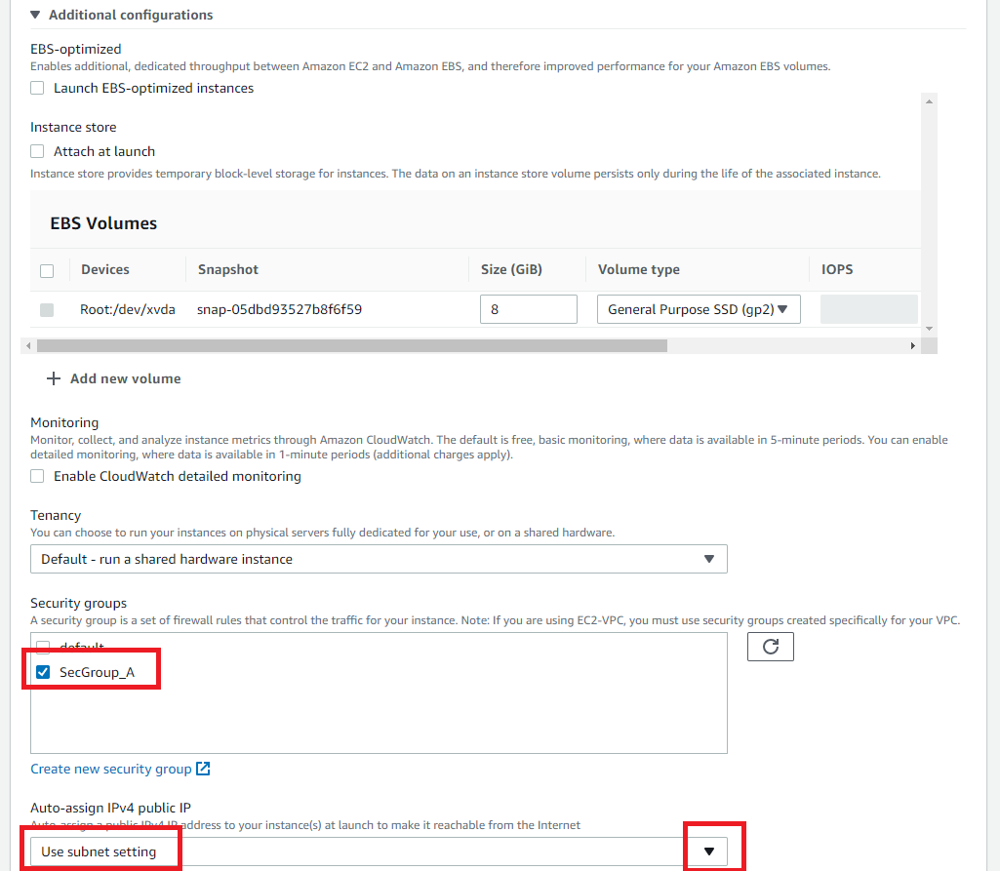 Additional configurations
EBS-optimized
Enables additional, dedicated throughput between Amazon EC2 and Amazon EBS, and therefore improved performance for your Amazon EBS volumes.
Launch EBS-optimized instances
Instance store
Attach at launch
Instance store provides temporary block-level storage for instances. The data on an instance store volume persists only during the life of the associated instance.
EBS Volumes
Devices Snapshot Size (GiB) Volume type IOPS
Root:/dev/xvda snap-05dbd93527b8f6f59 8 General Purpose SSD (gp2)
Add new volume
Monitoring
Monitor, collect, and analyze instance metrics through Amazon CloudWatch. The default is free, basic monitoring, where data is available in 5-minute periods. You can enable
detailed monitoring, where data is available in 1-minute periods (additional charges apply).
Enable CloudWatch detailed monitoring
Tenancy
You can choose to run your instances on physical servers fully dedicated for your use, or on a shared hardware.
Default - run a shared hardware instance
Security groups
A security group is a set of firewall rules that control the traffic for your instance. Note: If you are using EC2-VPC, you must use security groups created specifically for your VPC.
default
SecGroup_A
Create new security group
Auto-assign IPv4 public IP
Auto-assign a public IPv4 IP address to your instance(s) at launch to make it reachable from the Internet
Use subnet setting